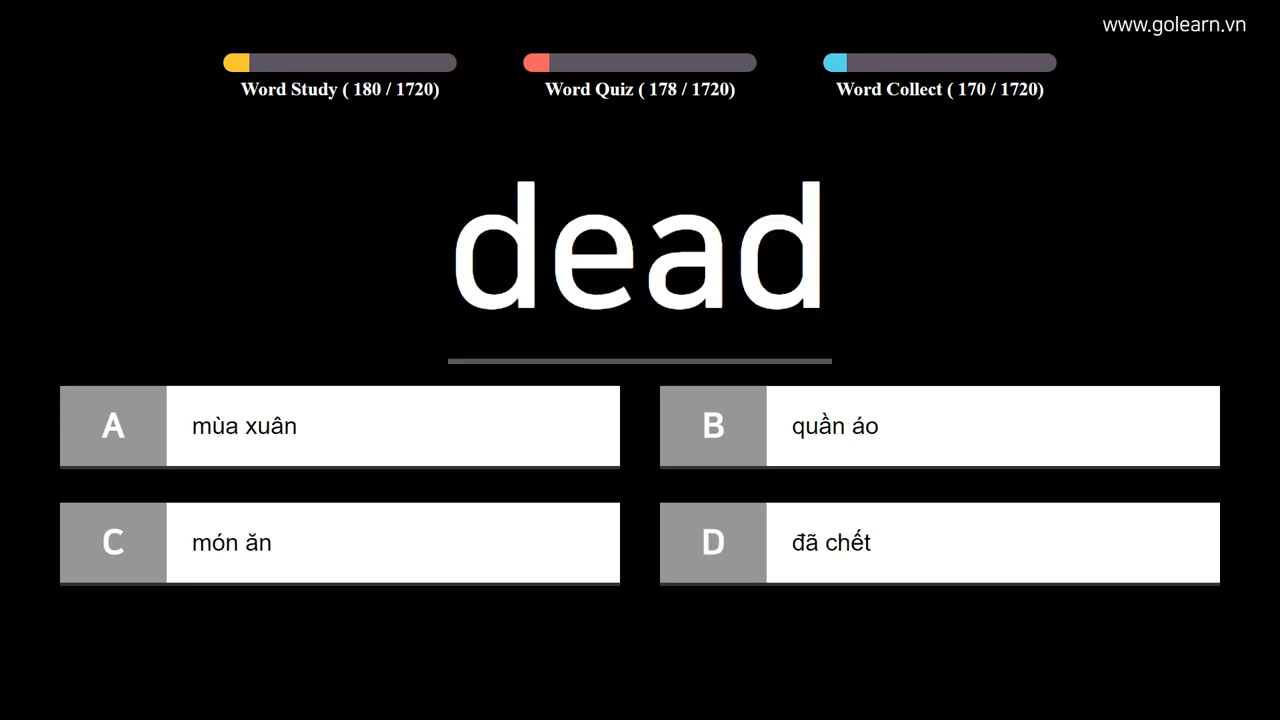 www.golearn.vn
Word Study ( 180 / 1720)
Word Quiz ( 178 / 1720)
Word Collect ( 170 / 1720)
dead
A mùa xuân
B quần áo
C món ăn
D đã chết